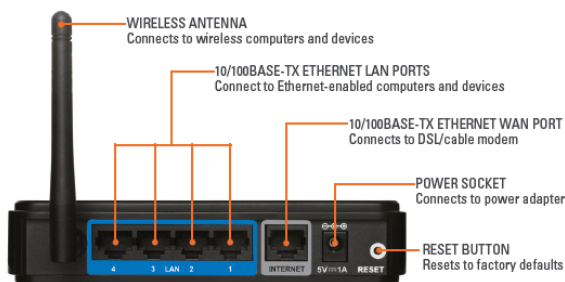 WIRELESS ANTENNA
Connects to wireless computers and devices
10/100BASE-TX ETHERNET LAN PORTS
Connect to Ethernet-enabled computers and devices
10/100BASE-TX ETHERNET WAN PORT
Connects to DSL/cable modem
POWER SOCKET
Connects to power adapter
RESET BUTTON
Resets to factory defaults
4 3 LAN 2 1 INTERNET 5V⎓1A RESET